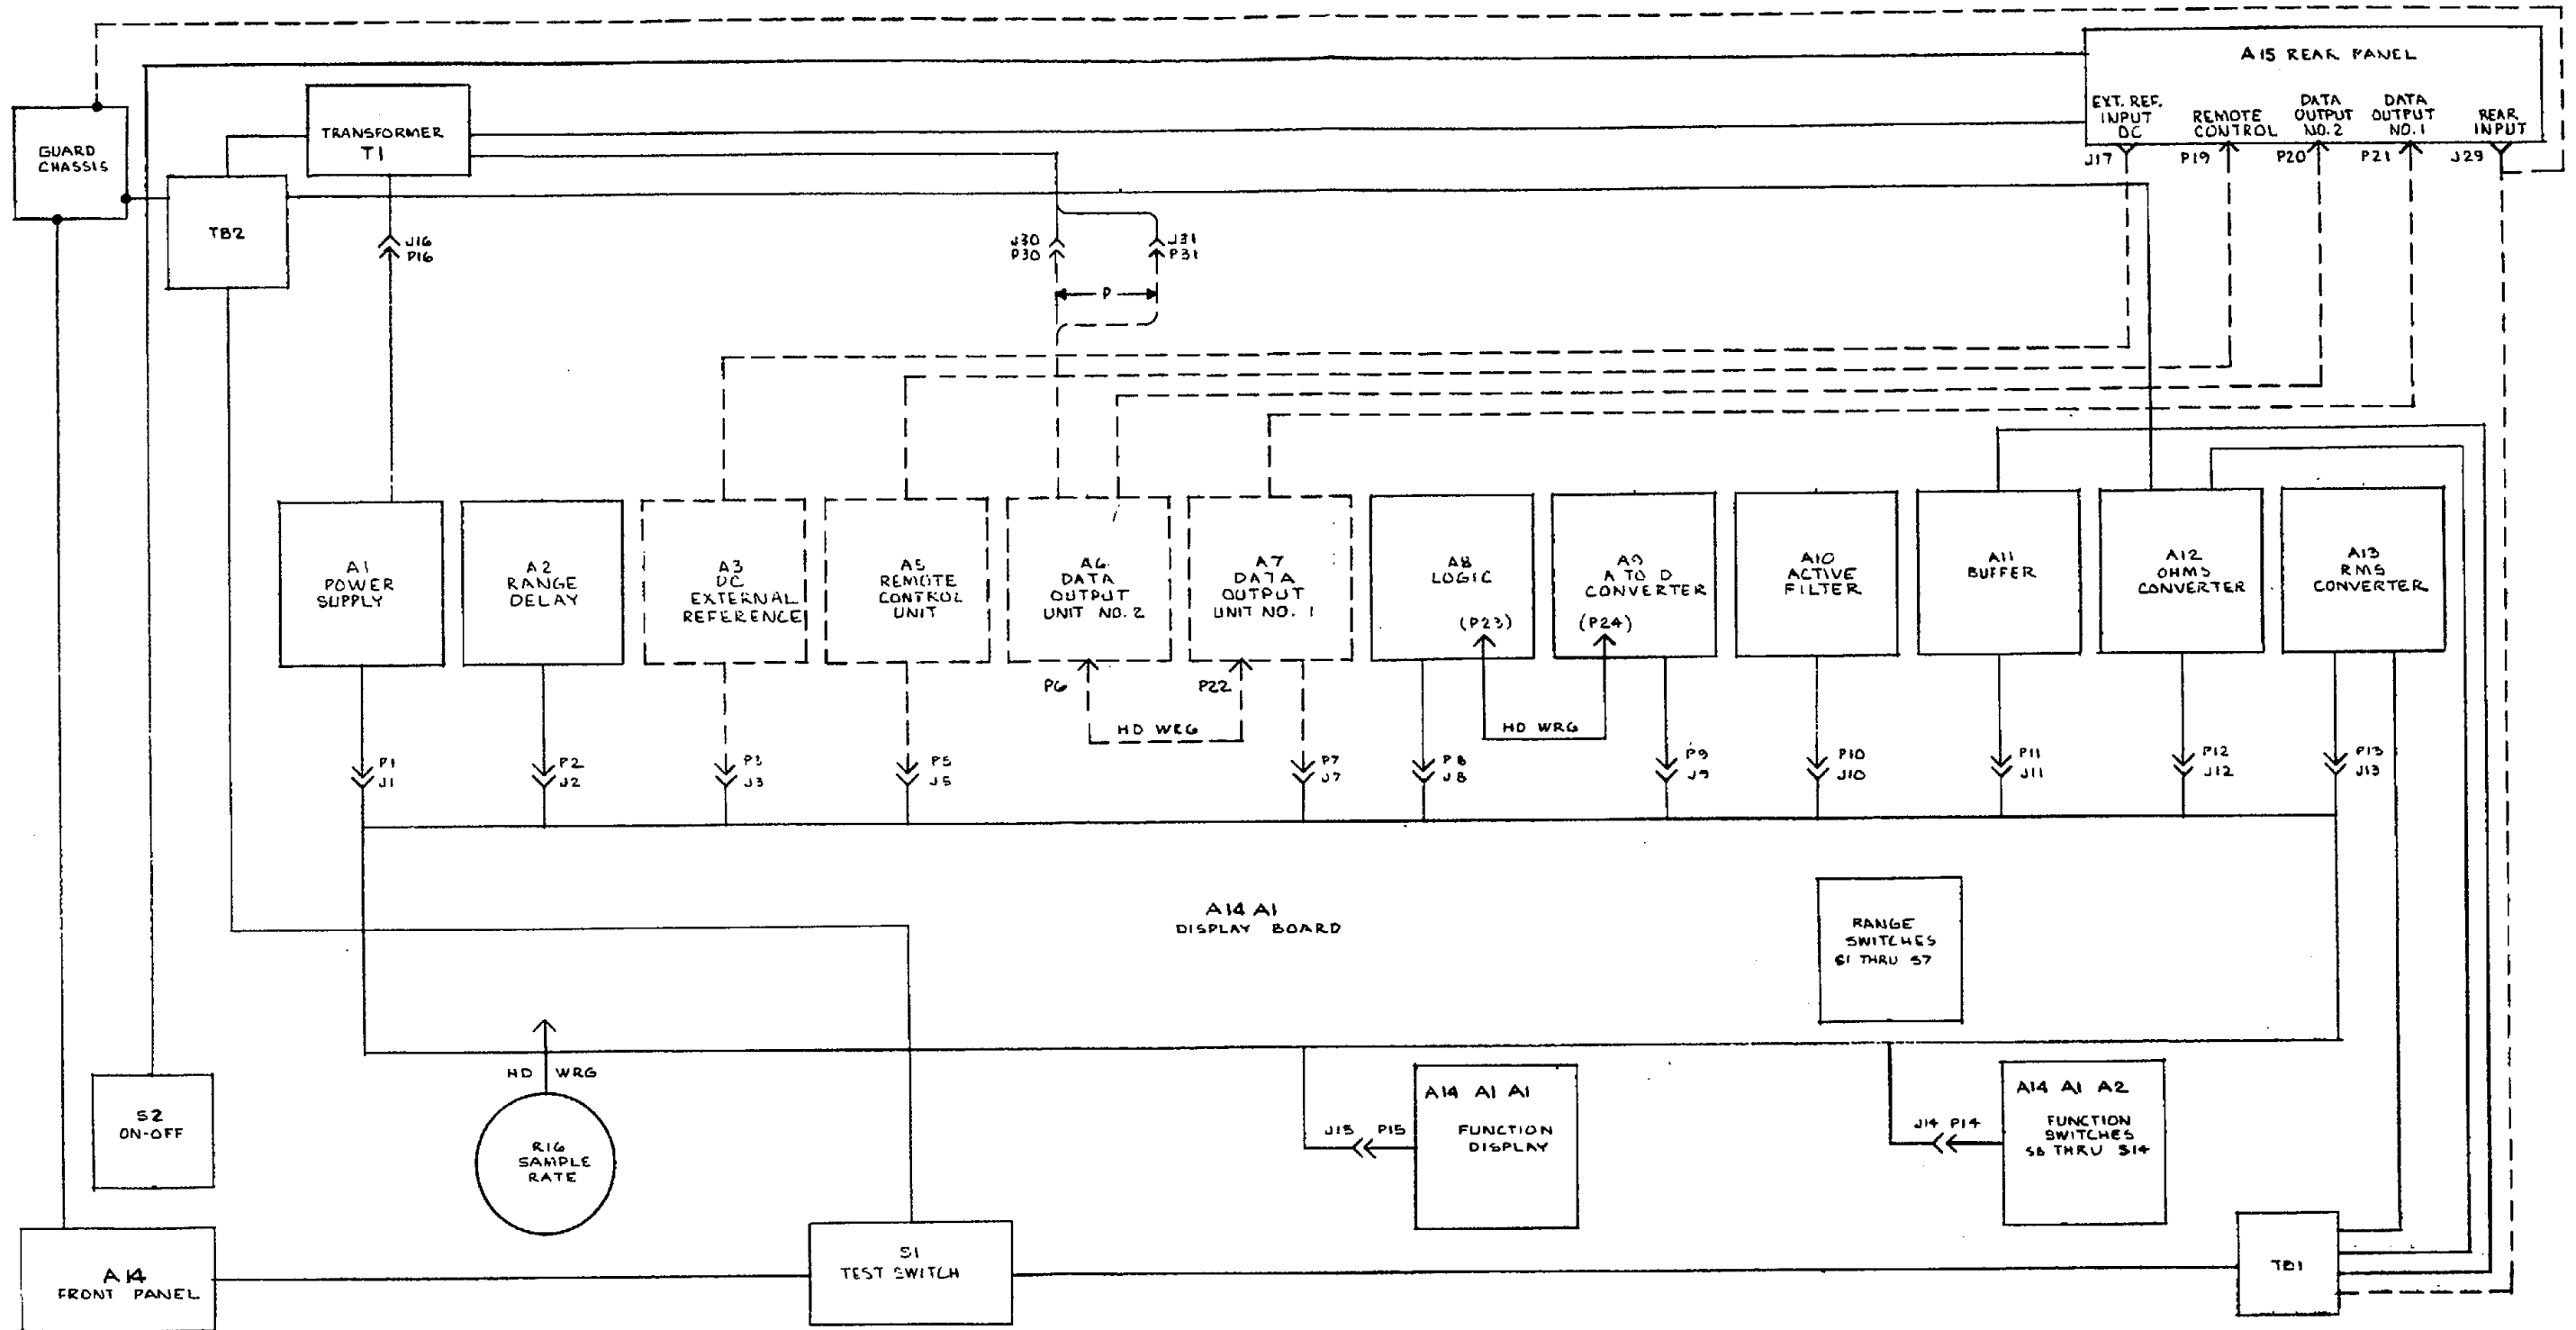 A15 REAR PANEL
EXT. REF.
INPUT
DC
REMOTE
CONTROL
DATA
OUTPUT
NO.2
DATA
OUTPUT
NO.1
REAR
INPUT
J17
P19
P20
P21
J29
GUARD
CHASSIS
TRANSFORMER
T1
TB2
J16
P16
J30
P30
J31
P31
P
A1
POWER
SUPPLY
A2
RANGE
DELAY
A3
DC
EXTERNAL
REFERENCE
A5
REMOTE
CONTROL
UNIT
A6
DATA
OUTPUT
UNIT NO. 2
A7
DATA
OUTPUT
UNIT NO. 1
A8
LOGIC
(P23)
A9
A TO D
CONVERTER
(P24)
A10
ACTIVE
FILTER
A11
BUFFER
A12
OHMS
CONVERTER
A13
RMS
CONVERTER
P6
HD WRG
P22
HD WRG
P1
J1
P2
J2
P3
J3
P5
J5
P7
J7
P8
J8
P9
J9
P10
J10
P11
J11
P12
J12
P13
J13
A14 A1
DISPLAY BOARD
RANGE
SWITCHES
S1 THRU S7
HD WRG
S2
ON-OFF
R16
SAMPLE
RATE
J15 P15
A14 A1 A1
FUNCTION
DISPLAY
J14 P14
A14 A1 A2
FUNCTION
SWITCHES
S8 THRU S14
A14
FRONT PANEL
S1
TEST SWITCH
TB1